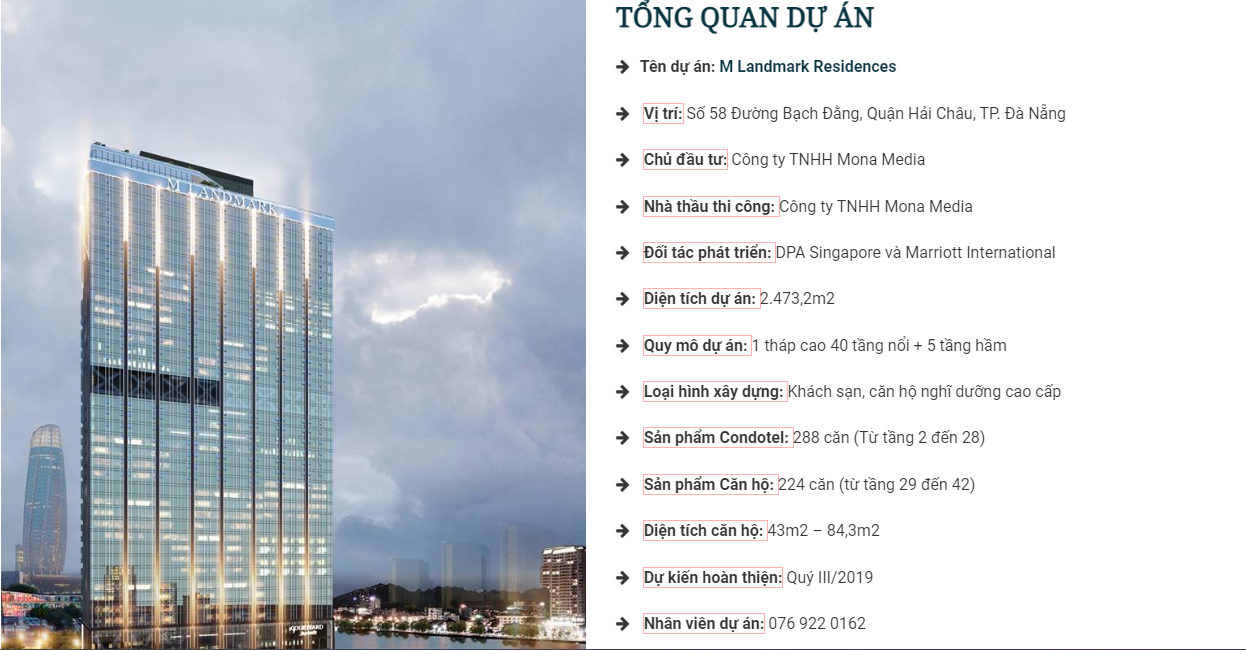 TỔNG QUAN DỰ ÁN
Tên dự án: M Landmark Residences
Vị trí: Số 58 Đường Bạch Đằng, Quận Hải Châu, TP. Đà Nẵng
Chủ đầu tư: Công ty TNHH Mona Media
Nhà thầu thi công: Công ty TNHH Mona Media
Đối tác phát triển: DPA Singapore và Marriott International
Diện tích dự án: 2.473,2m2
Quy mô dự án: 1 tháp cao 40 tầng nổi + 5 tầng hầm
Loại hình xây dựng: Khách sạn, căn hộ nghĩ dưỡng cao cấp
Sản phẩm Condotel: 288 căn (Từ tầng 2 đến 28)
Sản phẩm Căn hộ: 224 căn (từ tầng 29 đến 42)
Diện tích căn hộ: 43m2 – 84,3m2
Dự kiến hoàn thiện: Quý III/2019
Nhân viên dự án: 076 922 0162
M LANDMARK
COURTYARD